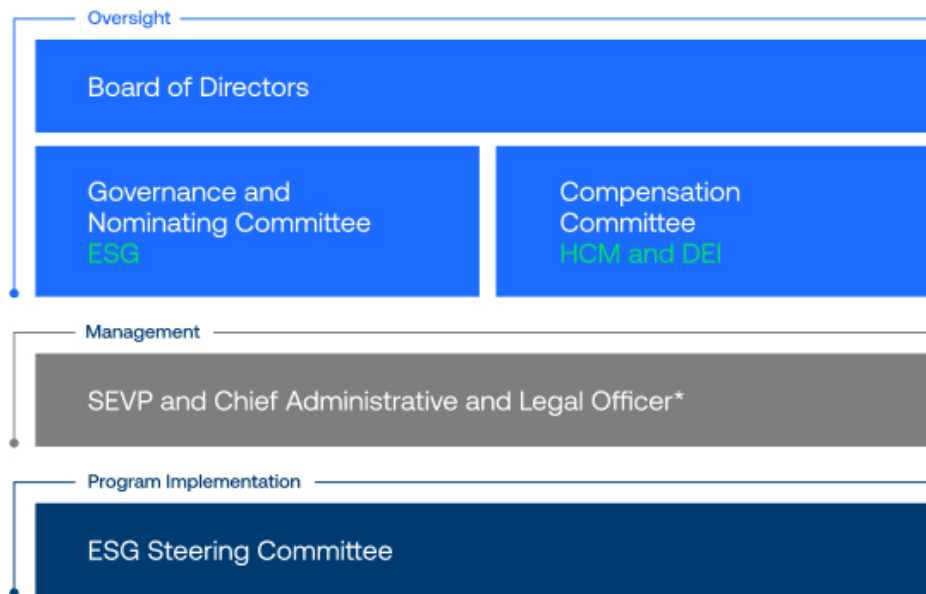 Oversight
Board of Directors
Governance and
Nominating Committee
ESG
Compensation
Committee
HCM and DEI
Management
SEVP and Chief Administrative and Legal Officer*
Program Implementation
ESG Steering Committee